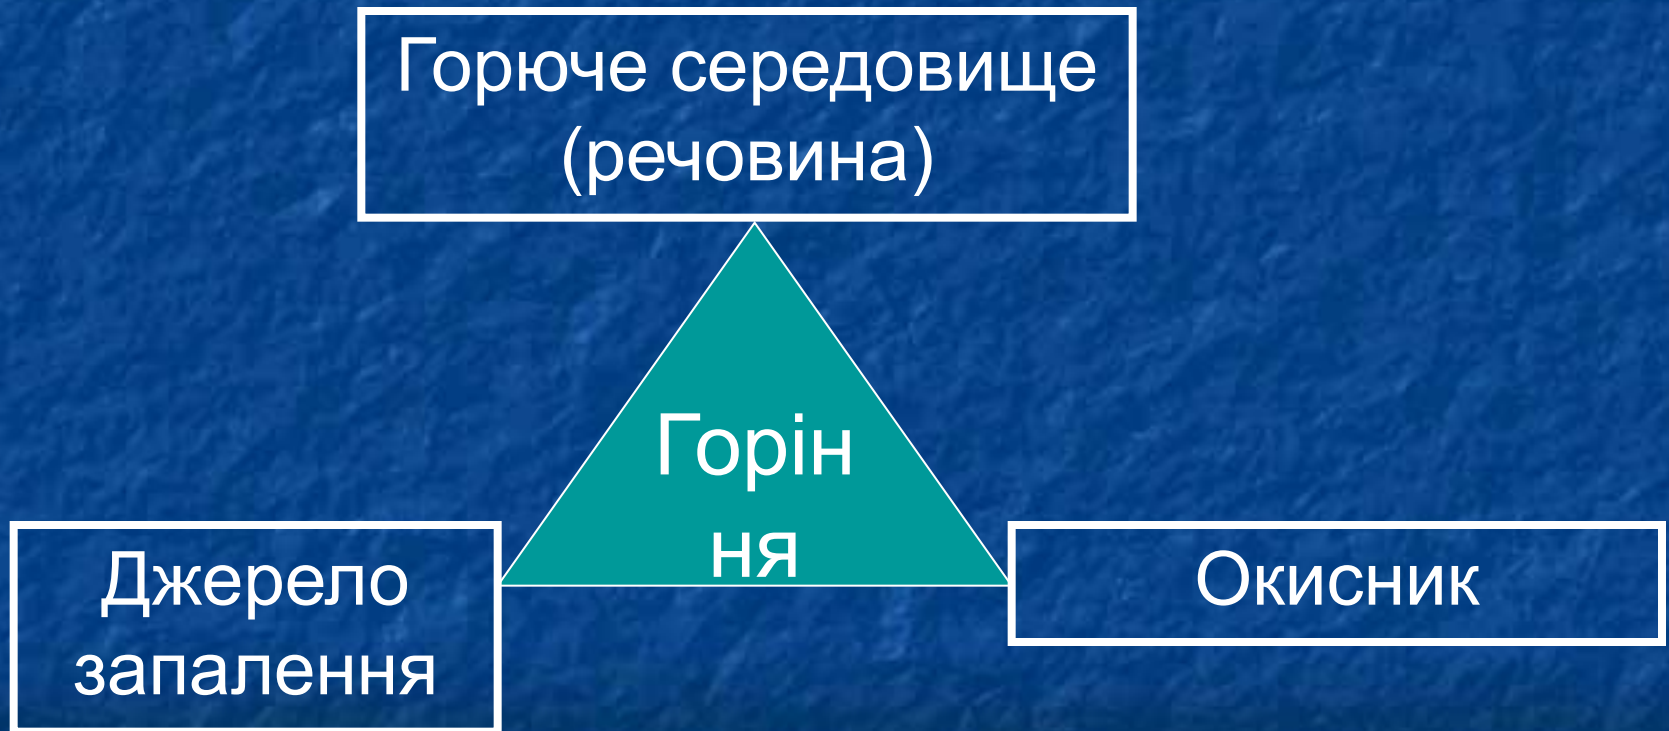 Горюче середовище
(речовина)
Горін
ня
Джерело
запалення
Окисник